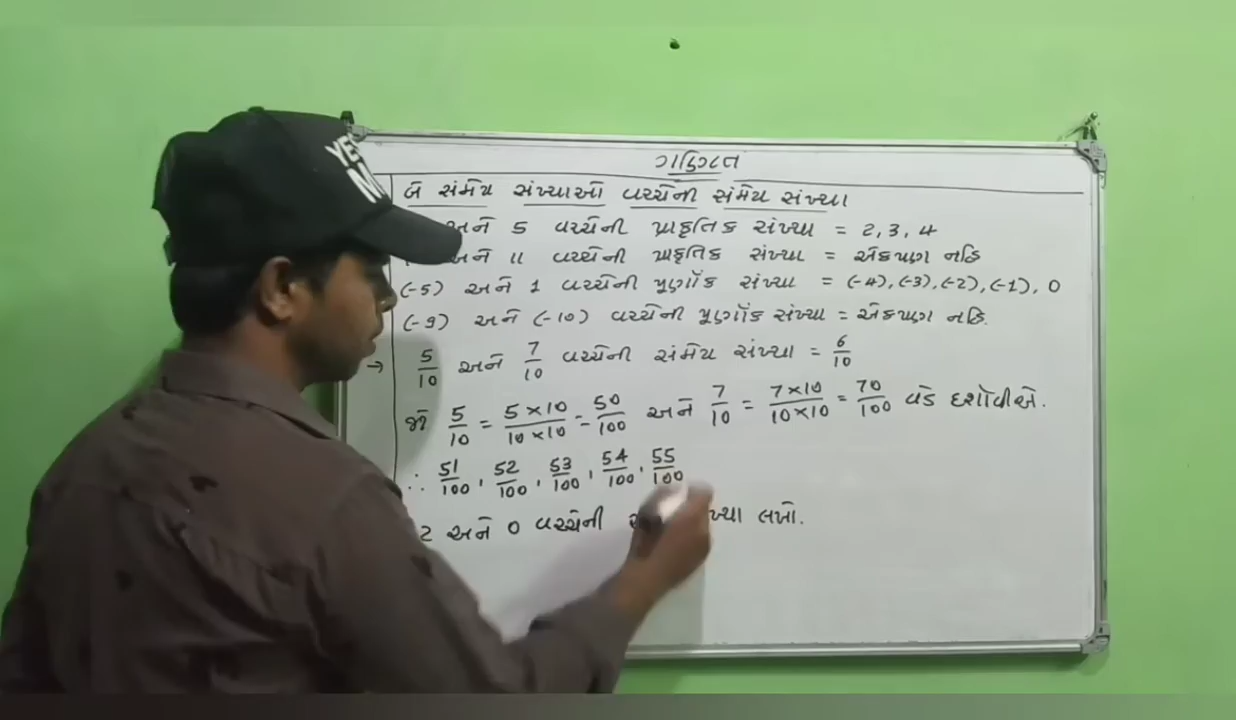 YES
ગણિત
બે સંમેય સંખ્યાઓ વચ્ચેની સંમેય સંખ્યા
અને 5 વચ્ચેની પ્રાકૃતિક સંખ્યા = 2, 3, 4
અને 11 વચ્ચેની પ્રાકૃતિક સંખ્યા = એકપણ નહિ
(-5) અને 1 વચ્ચેની પૂર્ણાંક સંખ્યા = (-4), (-3), (-2), (-1), 0
(-9) અને (-10) વચ્ચેની પૂર્ણાંક સંખ્યા = એકપણ નહિ.
→ 5/10 અને 7/10 વચ્ચેની સંમેય સંખ્યા = 6/10
જો 5/10 = 5×10/10×10 = 50/100 અને 7/10 = 7×10/10×10 = 70/100 વડે દર્શાવીએ.
∴ 51/100, 52/100, 53/100, 54/100, 55/100
2 અને 0 વચ્ચેની લખો.